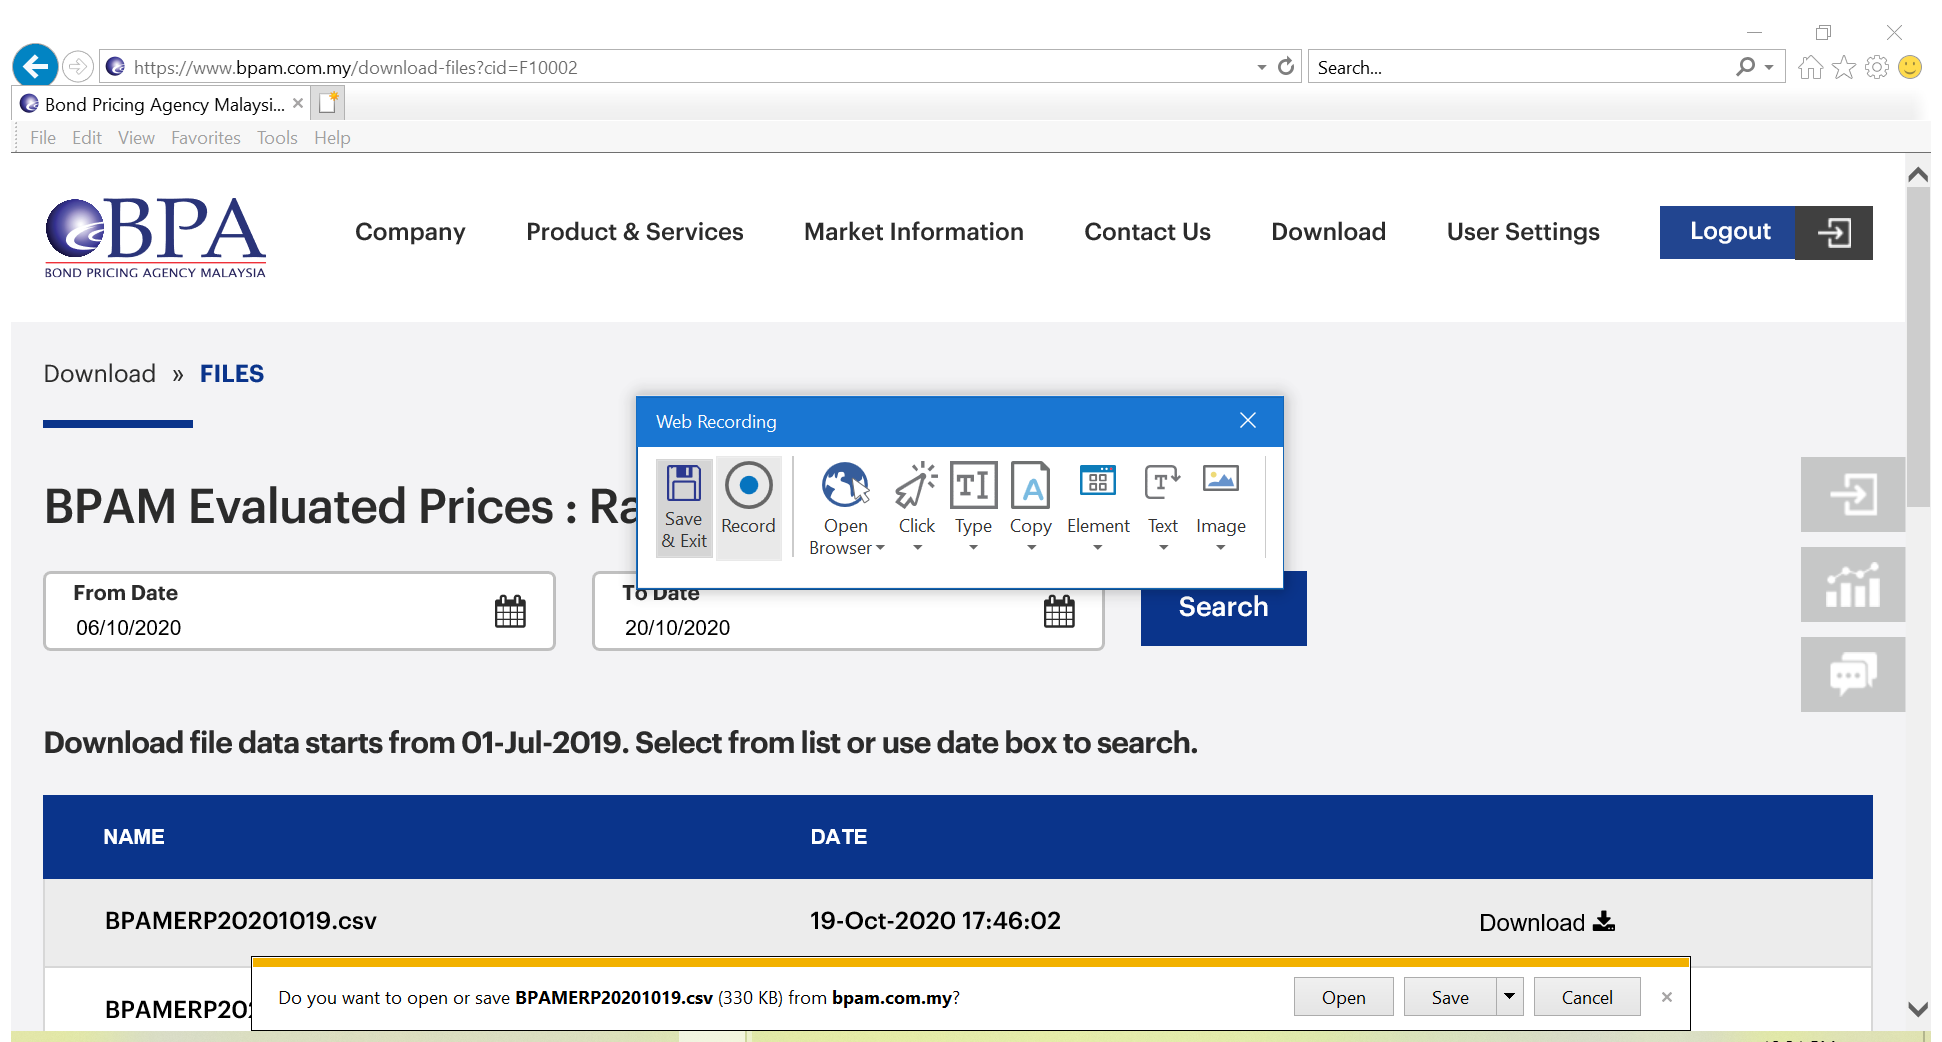 https://www.bpam.com.my/download-files?cid=F10002
Search...
Bond Pricing Agency Malaysi...
File Edit View Favorites Tools Help
BPA
BOND PRICING AGENCY MALAYSIA
Company
Product & Services
Market Information
Contact Us
Download
User Settings
Logout
Download » FILES
Web Recording
Save & Exit
Record
Open Browser
Click
Type
Copy
Element
Text
Image
BPAM Evaluated Prices :
From Date
06/10/2020
To Date
20/10/2020
Search
Download file data starts from 01-Jul-2019. Select from list or use date box to search.
NAME DATE
BPAMERP20201019.csv 19-Oct-2020 17:46:02 Download
Do you want to open or save BPAMERP20201019.csv (330 KB) from bpam.com.my?
Open
Save
Cancel